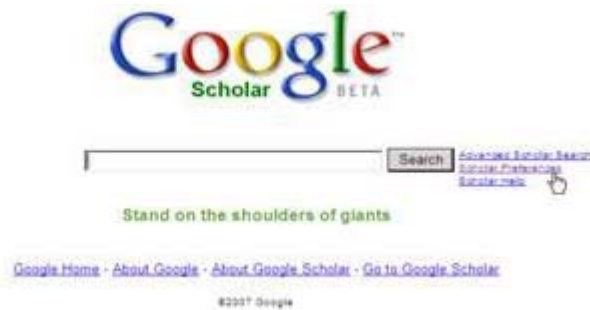 Google™
Scholar BETA
Search
Advanced Scholar Search
Scholar Preferences
Scholar Help
Stand on the shoulders of giants
Google Home - About Google - About Google Scholar - Go to Google Scholar
©2007 Google